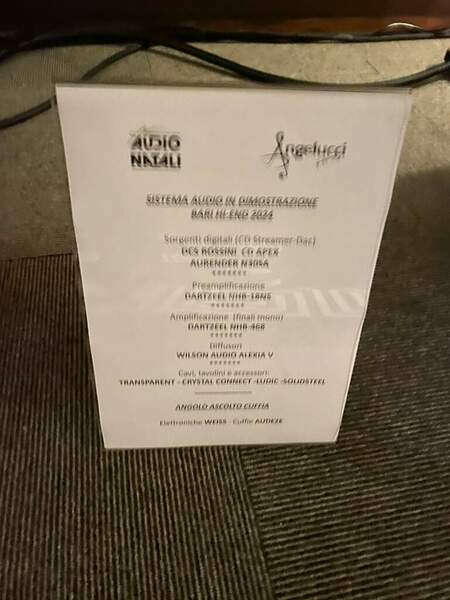 AUDIO
NATALI
Angelucci
SISTEMA AUDIO IN DIMOSTRAZIONE
BARI HI-END 2024
Sorgenti digitali (CD Streamer-Dac)
DCS ROSSINI CD APEX
AURENDER N30SA
*******
Preamplificazione
DARTZEEL NHB-18NS
*******
Amplificazione (finali mono)
DARTZEEL NHB-468
*******
Diffusori
WILSON AUDIO ALEXIA V
*******
Cavi, tavolini e accessori:
TRANSPARENT - CRYSTAL CONNECT -LUDIC -SOLIDSTEEL
ANGOLO ASCOLTO CUFFIA
Elettroniche WEISS - Cuffie AUDEZE